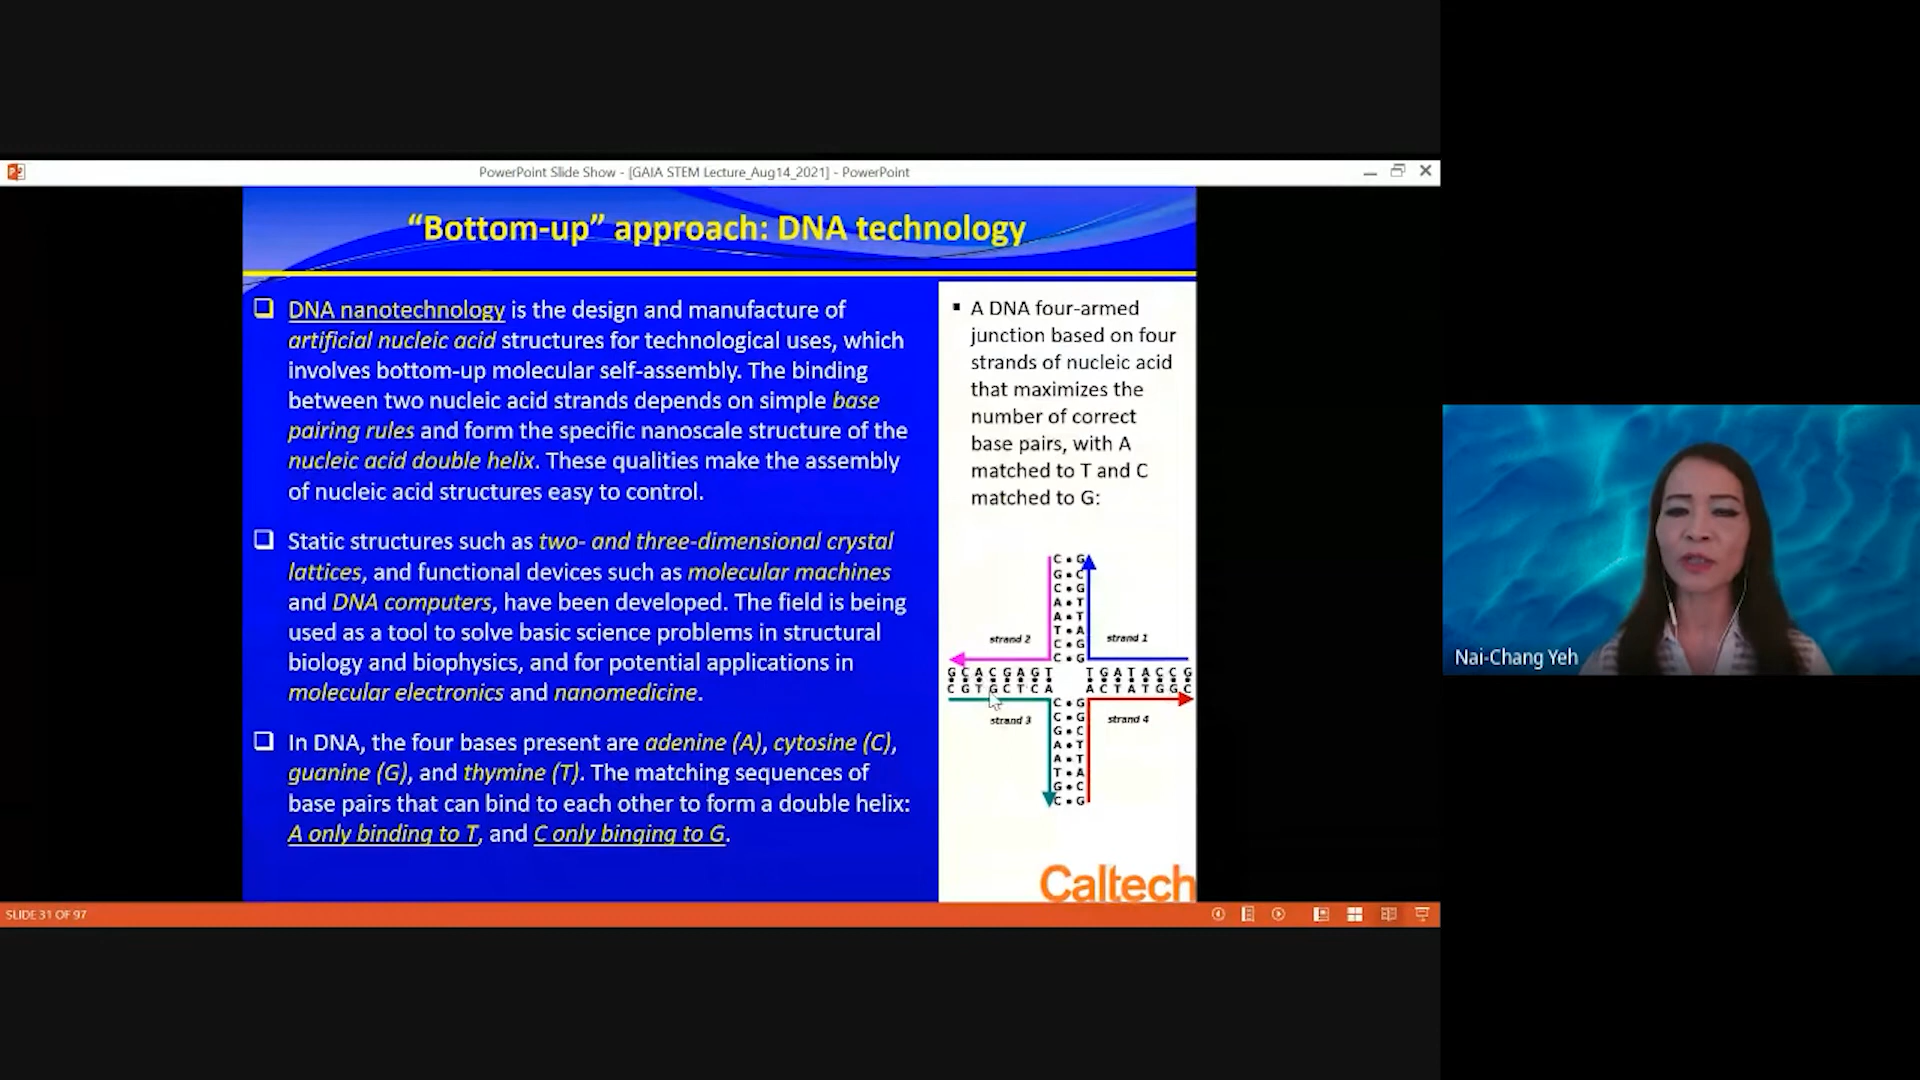 PowerPoint Slide Show - [GAIA STEM Lecture_Aug14_2021] - PowerPoint
“Bottom-up” approach: DNA technology
DNA nanotechnology is the design and manufacture of
artificial nucleic acid structures for technological uses, which
involves bottom-up molecular self-assembly. The binding
between two nucleic acid strands depends on simple base
pairing rules and form the specific nanoscale structure of the
nucleic acid double helix. These qualities make the assembly
of nucleic acid structures easy to control.
Static structures such as two- and three-dimensional crystal
lattices, and functional devices such as molecular machines
and DNA computers, have been developed. The field is being
used as a tool to solve basic science problems in structural
biology and biophysics, and for potential applications in
molecular electronics and nanomedicine.
In DNA, the four bases present are adenine (A), cytosine (C),
guanine (G), and thymine (T). The matching sequences of
base pairs that can bind to each other to form a double helix:
A only binding to T, and C only binging to G.
A DNA four-armed
junction based on four
strands of nucleic acid
that maximizes the
number of correct
base pairs, with A
matched to T and C
matched to G:
C • G
G • C
C • G
A • T
A • T
T • A
C • G
C • G
strand 2
strand 1
G C A C G A G T
T G A T A C C G
C G T G C T C A
A C T A T G G C
C • G
C • G
G • C
A • T
A • T
T • A
G • C
C • G
strand 3
strand 4
Caltech
SLIDE 31 OF 97
Nai-Chang Yeh